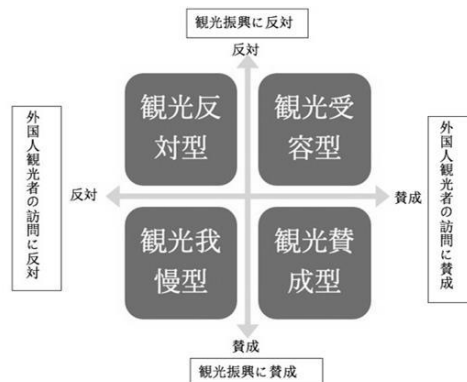 観光振興に反対
反対
観光反
対型
観光受
容型
外国人観光者の訪問に反対
反対
賛成
外国人観光者の訪問に賛成
観光我
慢型
観光賛
成型
賛成
観光振興に賛成